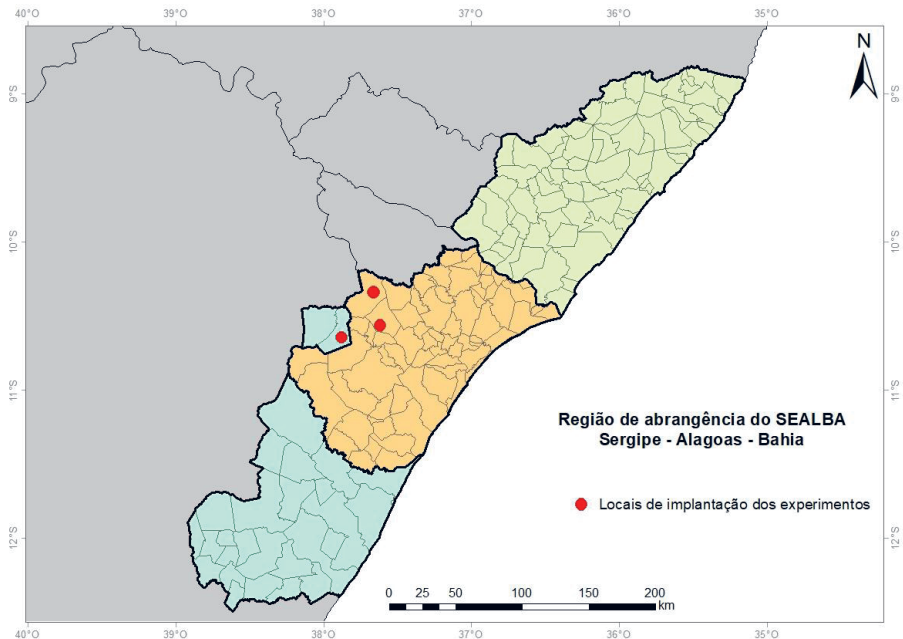 40°O 39°O 38°O 37°O 36°O 35°O
N
9°S 9°S
10°S 10°S
11°S 11°S
Região de abrangência do SEALBA
Sergipe - Alagoas - Bahia
Locais de implantação dos experimentos
12°S 12°S
0 25 50 100 150 200
km
40°O 39°O 38°O 37°O 36°O 35°O